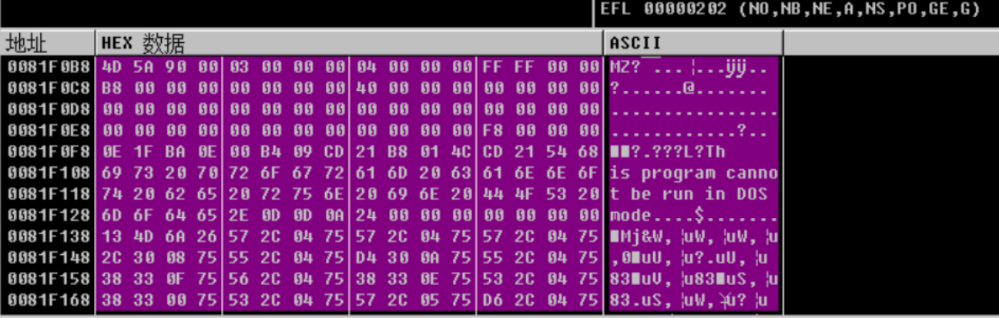 EFL 00000202 (NO,NB,NE,A,NS,PO,GE,G)
地址 HEX 数据 ASCII
0081F0B8 4D 5A 90 00 03 00 00 00 04 00 00 00 FF FF 00 00 MZ? ... ¦...ÿÿ..
0081F0C8 B8 00 00 00 00 00 00 00 40 00 00 00 00 00 00 00 ?.......@.......
0081F0D8 00 00 00 00 00 00 00 00 00 00 00 00 00 00 00 00 ................
0081F0E8 00 00 00 00 00 00 00 00 00 00 00 00 F8 00 00 00 ............?..
0081F0F8 0E 1F BA 0E 00 B4 09 CD 21 B8 01 4C CD 21 54 68 ■■?.???L?Th
0081F108 69 73 20 70 72 6F 67 72 61 6D 20 63 61 6E 6E 6F is program canno
0081F118 74 20 62 65 20 72 75 6E 20 69 6E 20 44 4F 53 20 t be run in DOS
0081F128 6D 6F 64 65 2E 0D 0D 0A 24 00 00 00 00 00 00 00 mode....$.......
0081F138 13 4D 6A 26 57 2C 04 75 57 2C 04 75 57 2C 04 75 ■Mj&W, ¦uW, ¦uW, ¦u
0081F148 2C 30 08 75 55 2C 04 75 D4 30 0A 75 55 2C 04 75 ,0■uU, ¦u?.uU, ¦u
0081F158 38 33 0F 75 56 2C 04 75 38 33 0E 75 53 2C 04 75 83■uV, ¦u83■uS, ¦u
0081F168 38 33 00 75 53 2C 04 75 57 2C 05 75 D6 2C 04 75 83.uS, ¦uW, u? ¦u